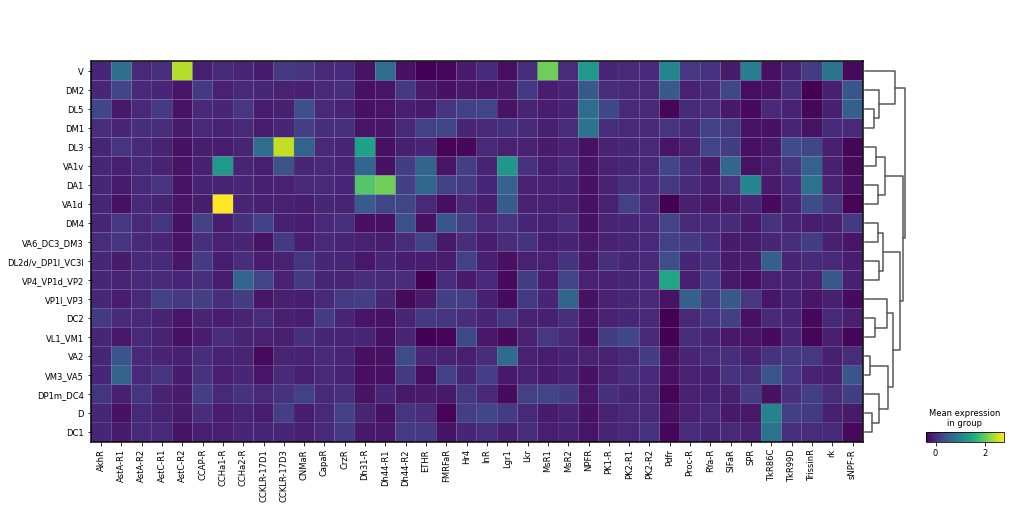 V
DM2
DL5
DM1
DL3
VA1v
DA1
VA1d
DM4
VA6_DC3_DM3
DL2d/v_DP1l_VC3l
VP4_VP1d_VP2
VP1l_VP3
DC2
VL1_VM1
VA2
VM3_VA5
DP1m_DC4
D
DC1
AkhR
AstA-R1
AstA-R2
AstC-R1
AstC-R2
CCAP-R
CCHa1-R
CCHa2-R
CCKLR-17D1
CCKLR-17D3
CNMaR
CapaR
CrzR
Dh31-R
Dh44-R1
Dh44-R2
ETHR
FMRFaR
Hr4
InR
Lgr1
Lkr
MsR1
MsR2
NPFR
PK1-R
PK2-R1
PK2-R2
Pdfr
Proc-R
RYa-R
SIFaR
SPR
TkR86C
TkR99D
TrissinR
rk
sNPF-R
Mean expression
in group
0 2